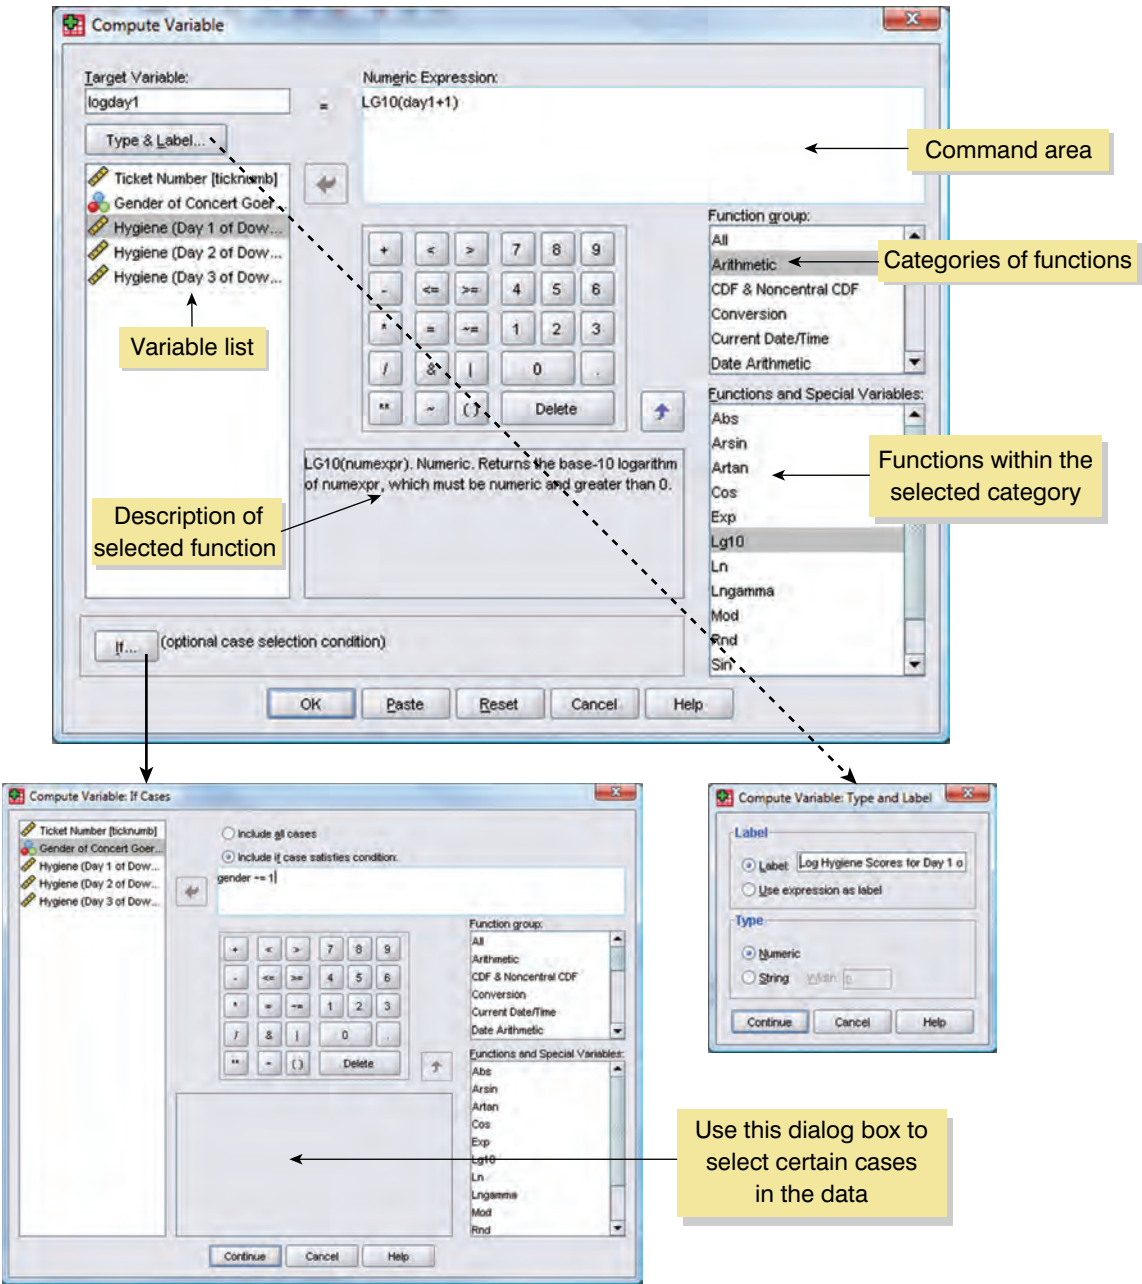 Compute Variable
Target Variable:
logday1
=
Numeric Expression:
LG10(day1+1)
Type & Label...
Command area
Ticket Number [ticknumb]
Gender of Concert Goer...
Hygiene (Day 1 of Dow...
Hygiene (Day 2 of Dow...
Hygiene (Day 3 of Dow...
Variable list
+ < > 7 8 9
- <= >= 4 5 6
* = ~= 1 2 3
/ & | 0 .
** ~ ( ) Delete
Function group:
All
Arithmetic
CDF & Noncentral CDF
Conversion
Current Date/Time
Date Arithmetic
Categories of functions
Functions and Special Variables:
Abs
Arsin
Artan
Cos
Exp
Lg10
Ln
Lngamma
Mod
Rnd
Sin
Functions within the
selected category
LG10(numexpr). Numeric. Returns the base-10 logarithm
of numexpr, which must be numeric and greater than 0.
Description of
selected function
If...
(optional case selection condition)
OK Paste Reset Cancel Help
Compute Variable: If Cases
Ticket Number [ticknumb]
Gender of Concert Goer...
Hygiene (Day 1 of Dow...
Hygiene (Day 2 of Dow...
Hygiene (Day 3 of Dow...
Include all cases
Include if case satisfies condition:
gender ~= 1
+ < > 7 8 9
- <= >= 4 5 6
* = ~= 1 2 3
/ & | 0 .
** ~ ( ) Delete
Function group:
All
Arithmetic
CDF & Noncentral CDF
Conversion
Current Date/Time
Date Arithmetic
Functions and Special Variables:
Abs
Arsin
Artan
Cos
Exp
Lg10
Ln
Lngamma
Mod
Rnd
Continue Cancel Help
Compute Variable: Type and Label
Label
Label: Log Hygiene Scores for Day 1 o
Use expression as label
Type
Numeric
String Width: 8
Continue Cancel Help
Use this dialog box to
select certain cases
in the data